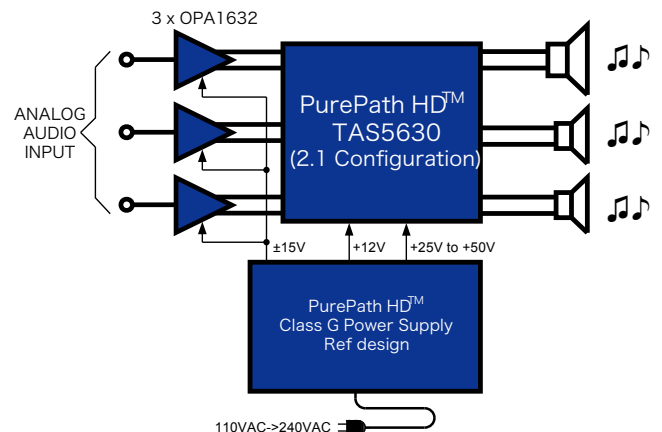 3 x OPA1632
ANALOG
AUDIO
INPUT
PurePath HD™
TAS5630
(2.1 Configuration)
±15V
+12V
+25V to +50V
PurePath HD™
Class G Power Supply
Ref design
110VAC->240VAC